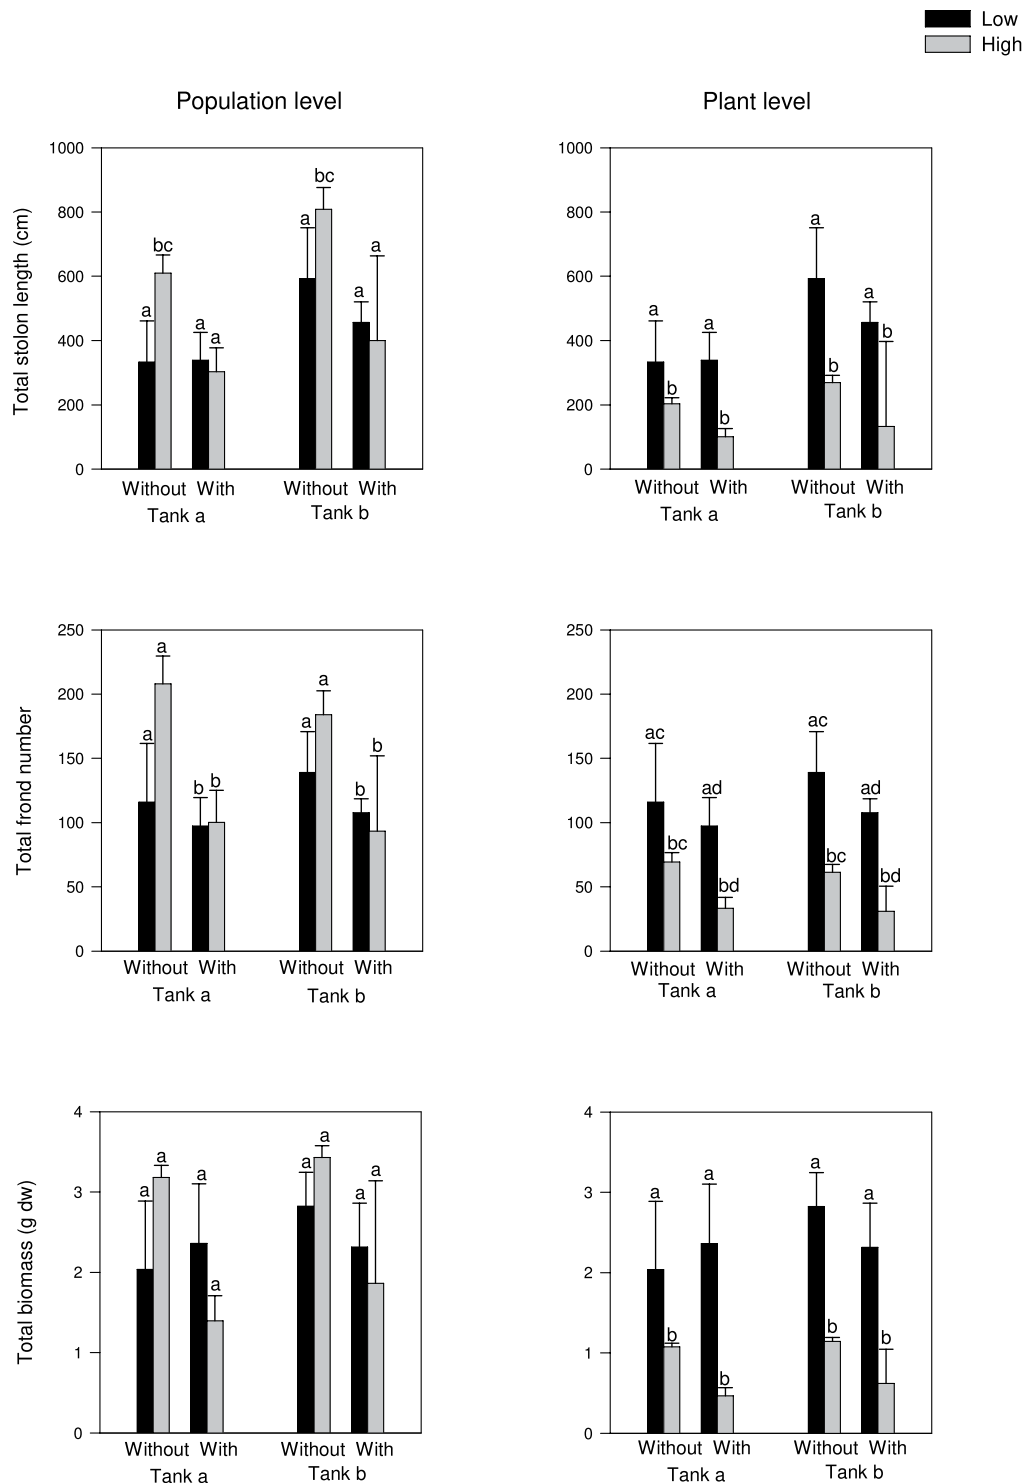 Low
High
Population level
Plant level
Total stolon length (cm)
1000
800
600
400
200
0
a
bc
a
a
a
bc
a
a
Without With
Without With
Tank a
Tank b
1000
800
600
400
200
0
a
b
a
b
a
b
a
b
Without With
Without With
Tank a
Tank b
Total frond number
250
200
150
100
50
0
a
a
b
b
a
a
b
b
Without With
Without With
Tank a
Tank b
250
200
150
100
50
0
ac
bc
ad
bd
ac
bc
ad
bd
Without With
Without With
Tank a
Tank b
Total biomass (g dw)
4
3
2
1
0
a
a
a
a
a
a
a
a
Without With
Without With
Tank a
Tank b
4
3
2
1
0
a
b
a
b
a
b
a
b
Without With
Without With
Tank a
Tank b